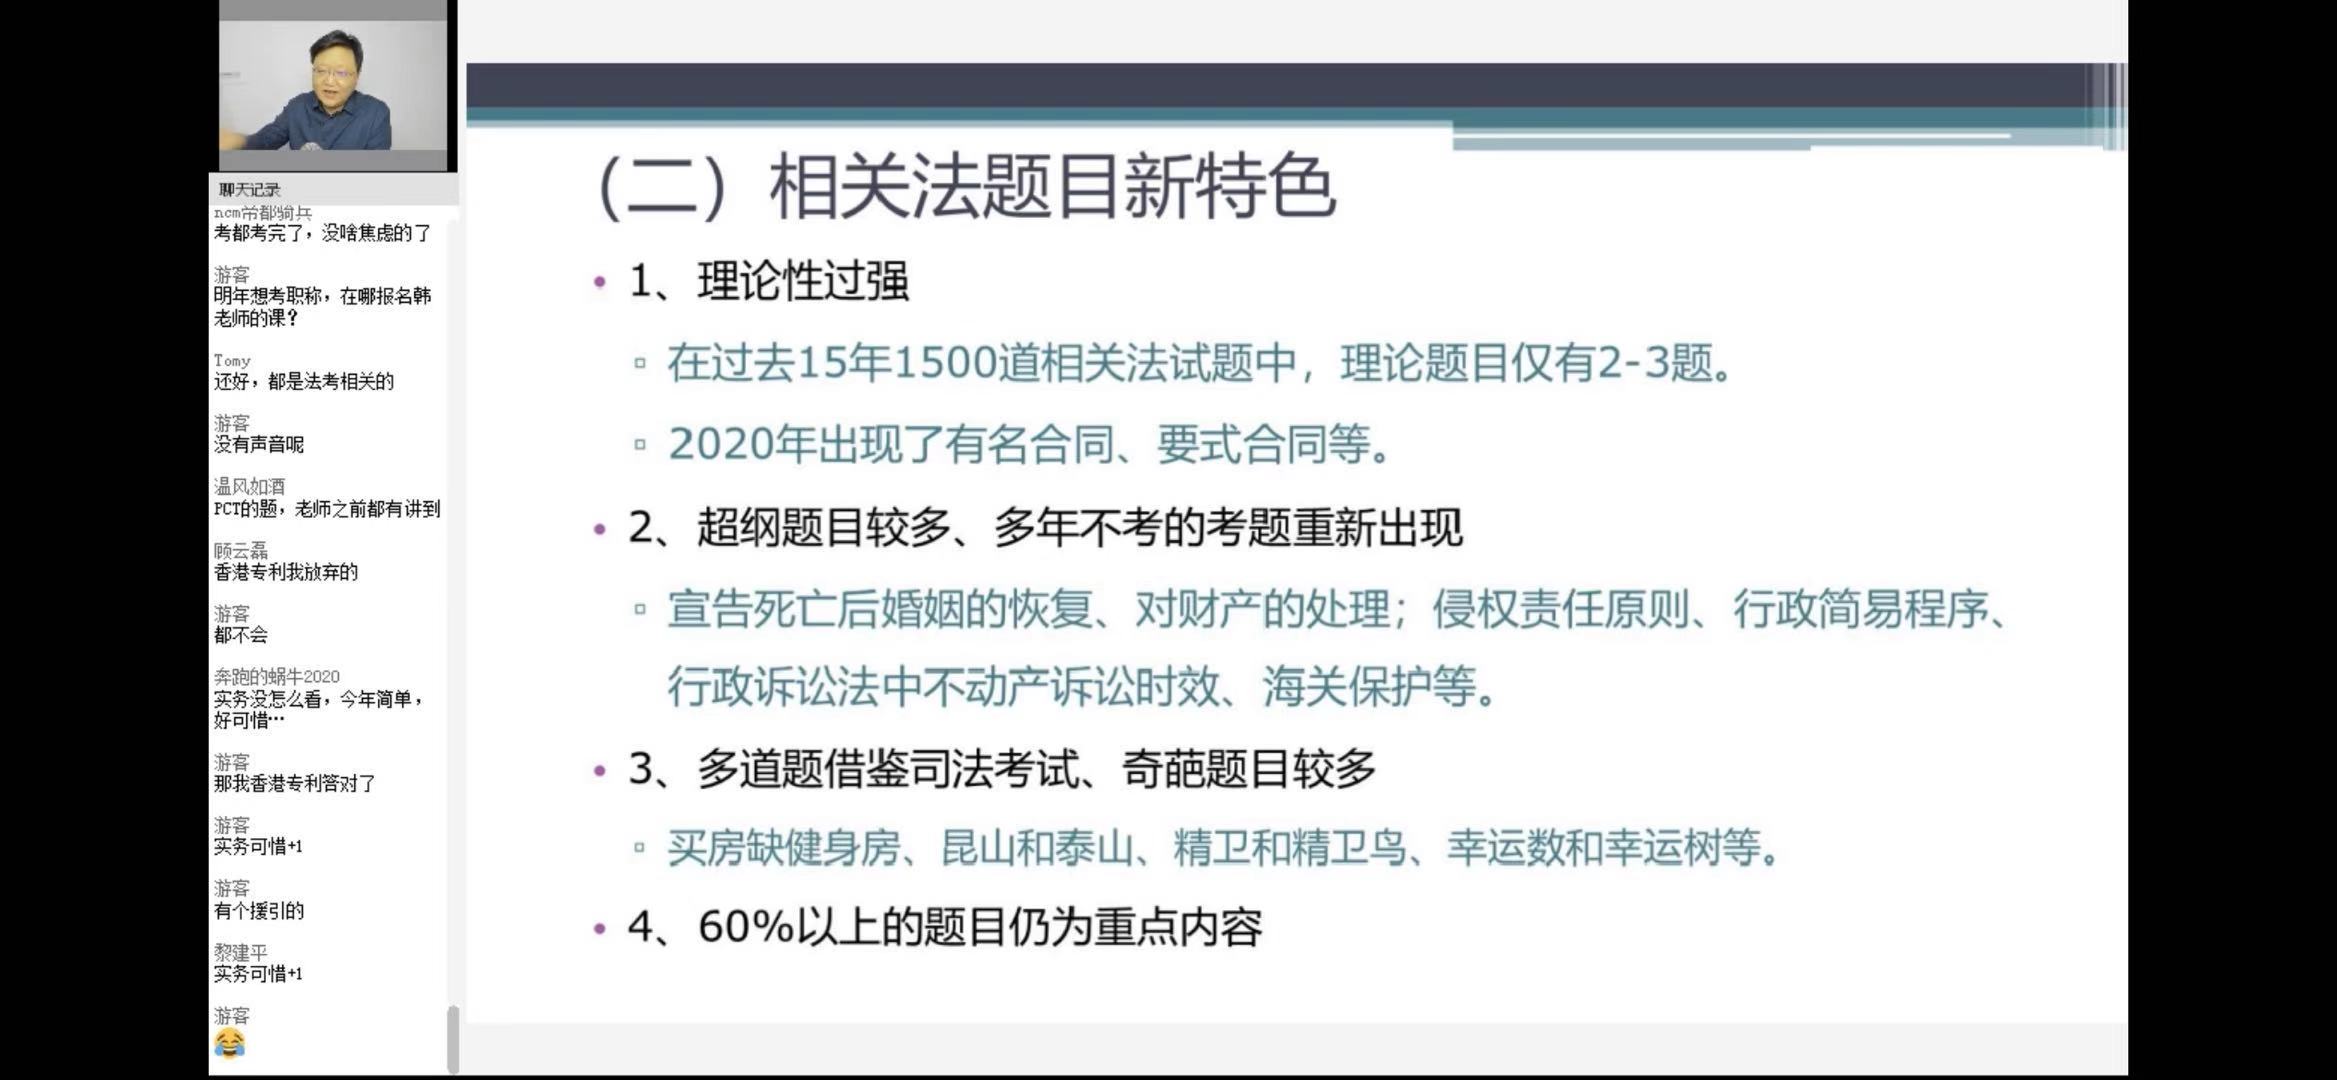 聊天记录
ncm帝都骑兵
考都考完了，没啥焦虑的了
游客
明年想考职称，在哪报名韩
老师的课？
Tomy
还好，都是法考相关的
游客
没有声音呢
温风如酒
PCT的题，老师之前都有讲到
顾云磊
香港专利我放弃的
游客
都不会
奔跑的蜗牛2020
实务没怎么看，今年简单，
好可惜…
游客
那我香港专利答对了
游客
实务可惜+1
游客
有个援引的
黎建平
实务可惜+1
游客
😂
（二）相关法题目新特色
• 1、理论性过强
▫ 在过去15年1500道相关法试题中，理论题目仅有2-3题。
▫ 2020年出现了有名合同、要式合同等。
• 2、超纲题目较多、多年不考的考题重新出现
▫ 宣告死亡后婚姻的恢复、对财产的处理；侵权责任原则、行政简易程序、
行政诉讼法中不动产诉讼时效、海关保护等。
• 3、多道题借鉴司法考试、奇葩题目较多
▫ 买房缺健身房、昆山和泰山、精卫和精卫鸟、幸运数和幸运树等。
• 4、60%以上的题目仍为重点内容